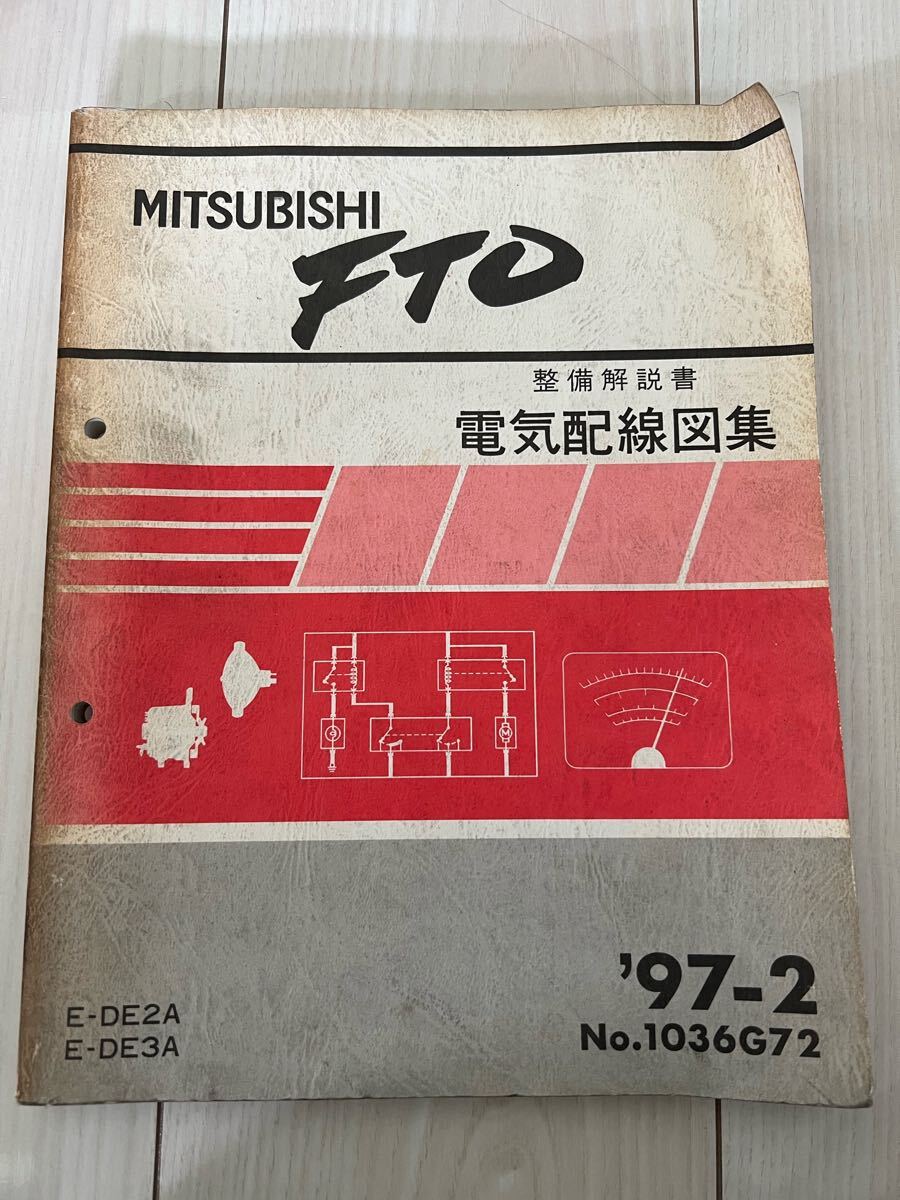 MITSUBISHI
FTO
整備解説書
電気配線図集
M
'97-2
E-DE2A
No.1036G72
E-DE3A